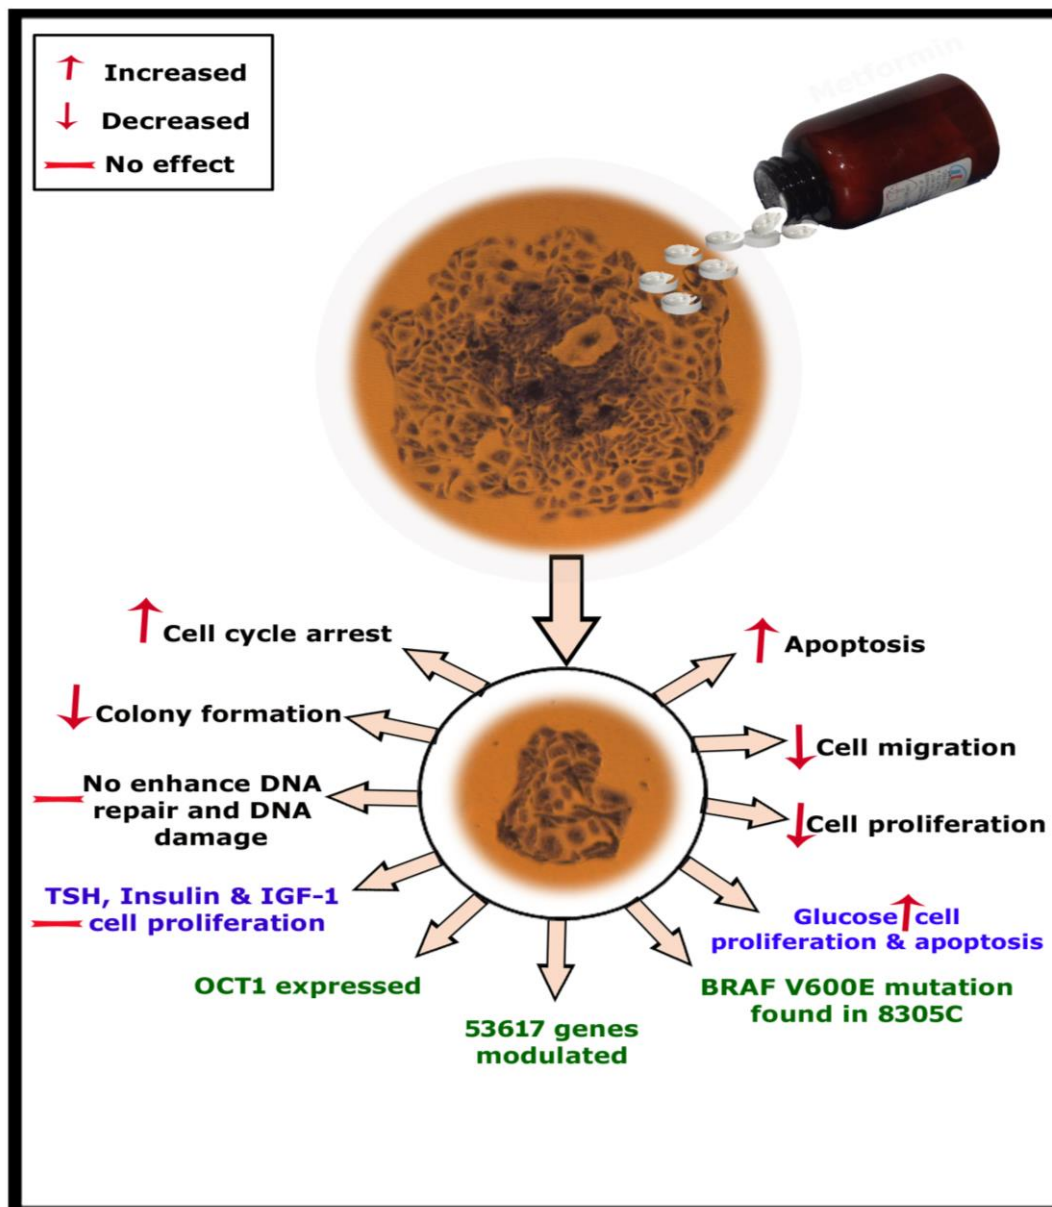 Increased
Decreased
No effect
Metformin
Cell cycle arrest
Apoptosis
Colony formation
Cell migration
No enhance DNA
repair and DNA
damage
Cell proliferation
TSH, Insulin & IGF-1
cell proliferation
Glucose cell
proliferation & apoptosis
OCT1 expressed
BRAF V600E mutation
found in 8305C
53617 genes
modulated